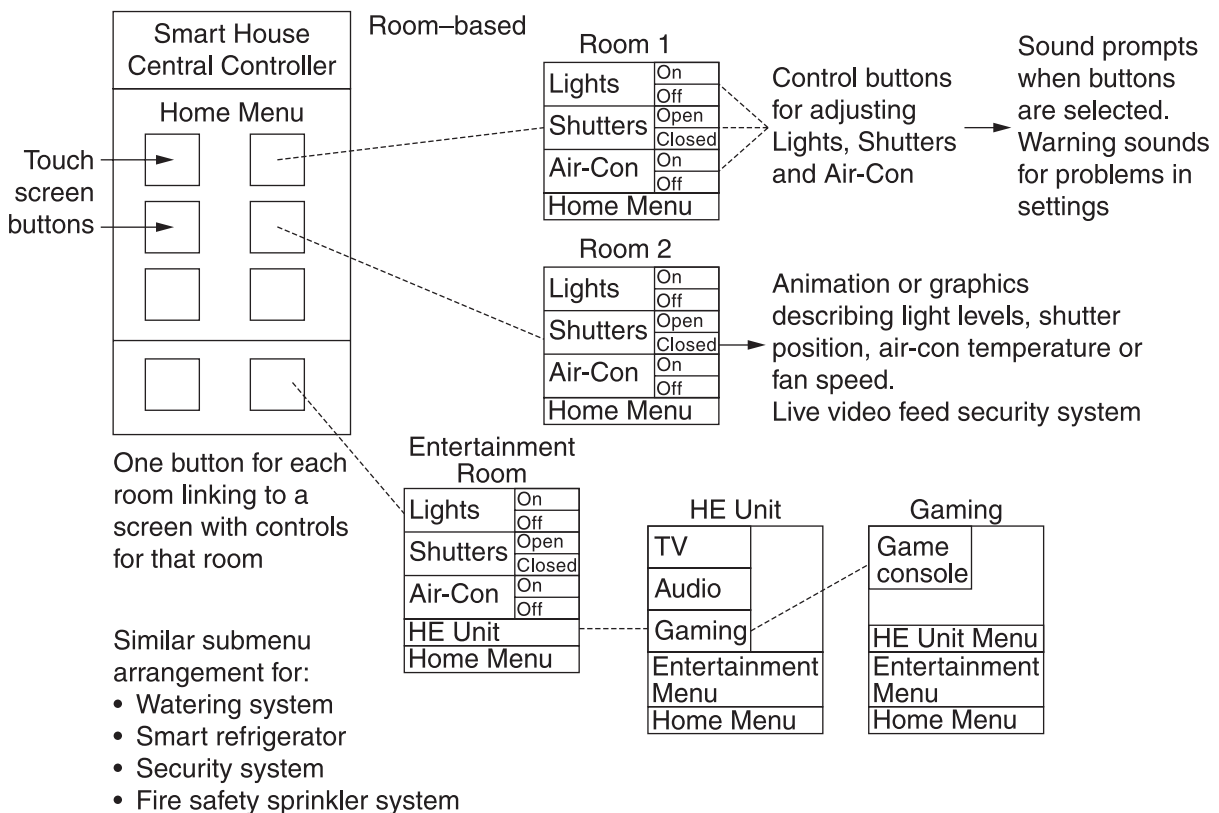 Smart House
Central Controller
Home Menu
Touch
screen
buttons
One button for each
room linking to a
screen with controls
for that room
Similar submenu
arrangement for:
• Watering system
• Smart refrigerator
• Security system
• Fire safety sprinkler system
Room–based
Room 1
Lights
On
Off
Shutters
Open
Closed
Air-Con
On
Off
Home Menu
Control buttons
for adjusting
Lights, Shutters
and Air-Con
Sound prompts
when buttons
are selected.
Warning sounds
for problems in
settings
Room 2
Lights
On
Off
Shutters
Open
Closed
Air-Con
On
Off
Home Menu
Animation or graphics
describing light levels, shutter
position, air-con temperature or
fan speed.
Live video feed security system
Entertainment
Room
Lights
On
Off
Shutters
Open
Closed
Air-Con
On
Off
HE Unit
Home Menu
HE Unit
TV
Audio
Gaming
Entertainment
Menu
Home Menu
Gaming
Game
console
HE Unit Menu
Entertainment
Menu
Home Menu